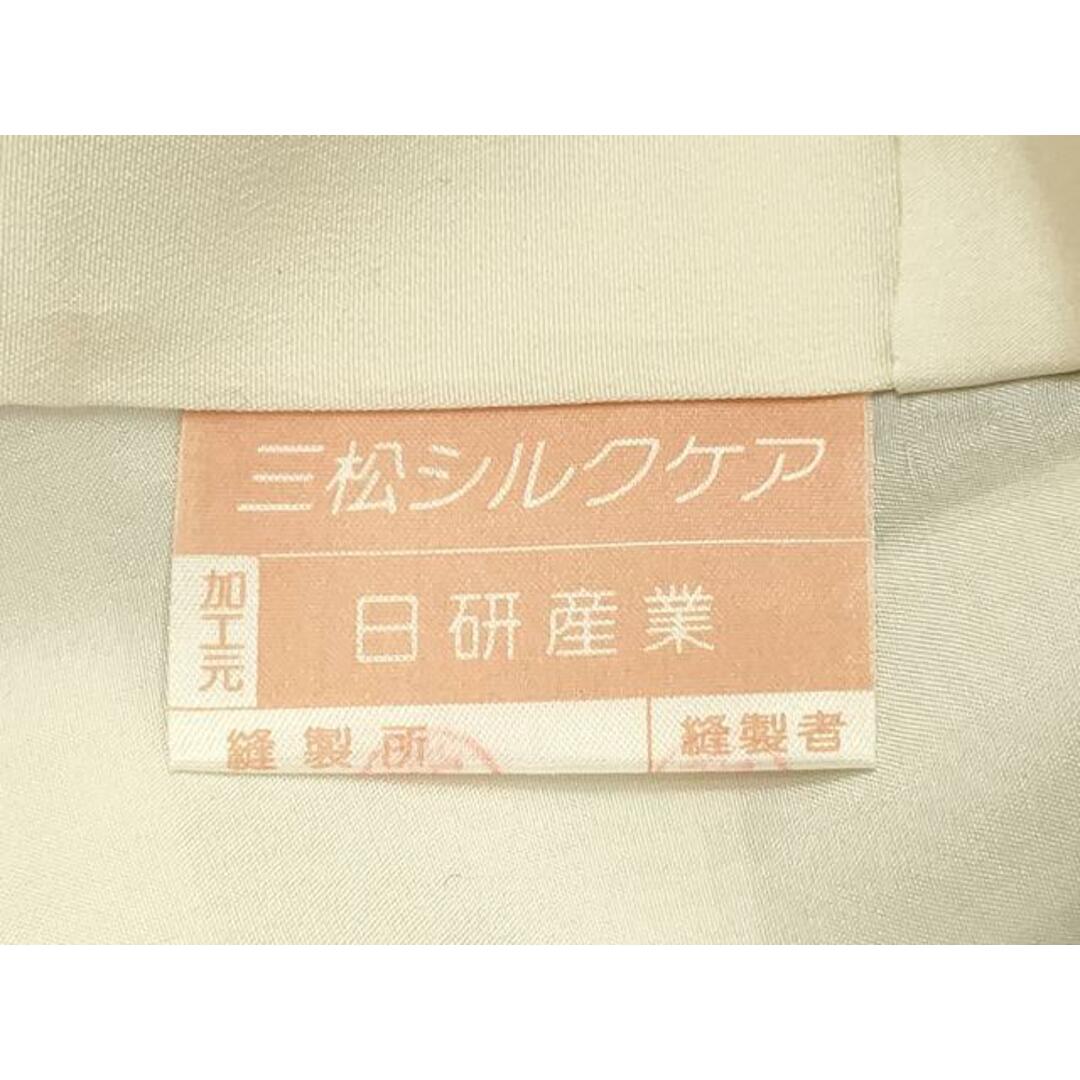 三松シルクケア
加工元
日研産業
縫製所
縫製者